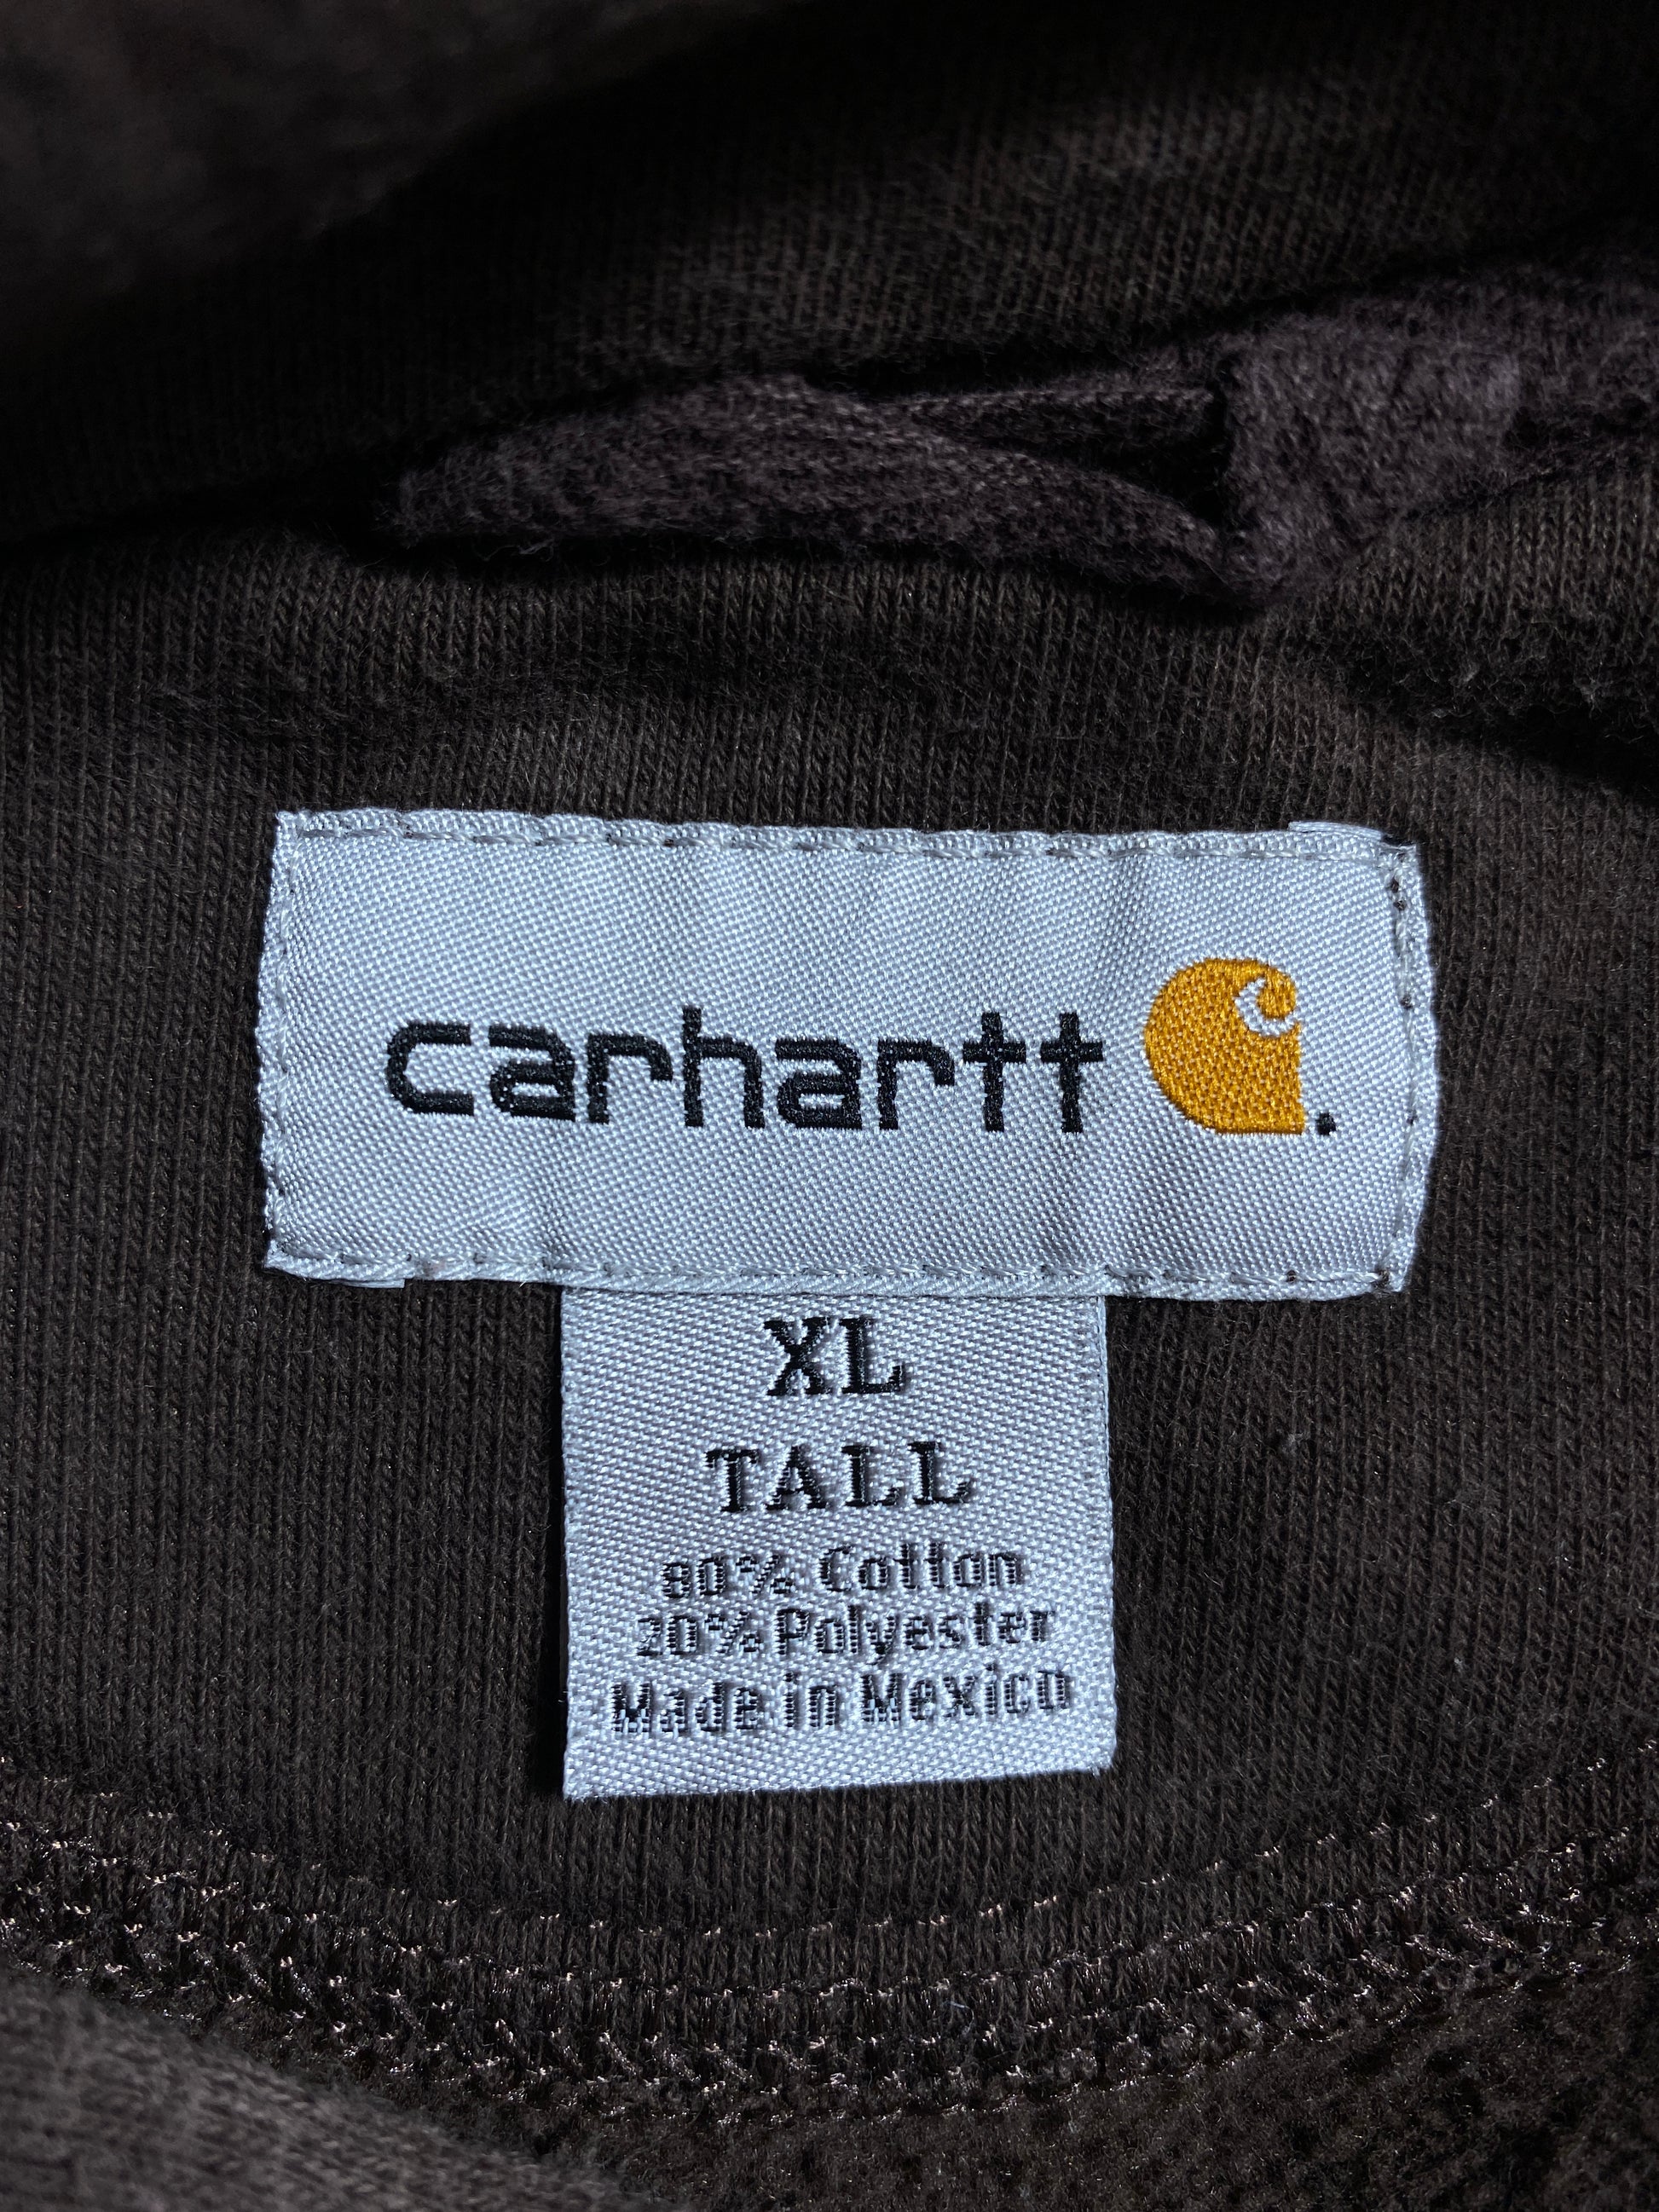 carhartt.
XL
TALL
80% Cotton
20% Polyester
Made in Mexico